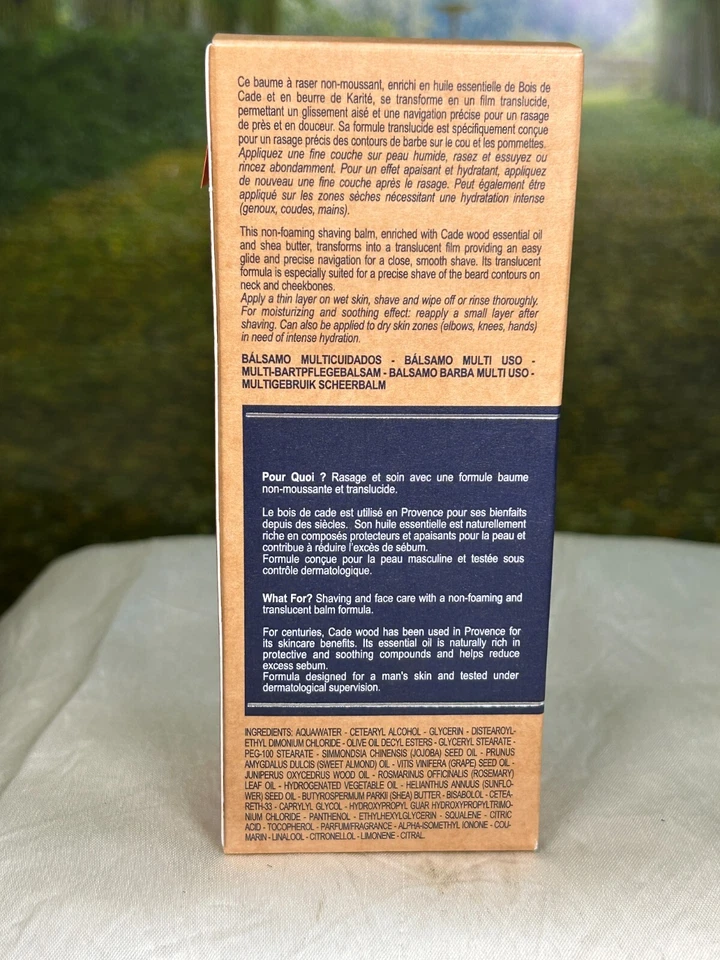 Ce baume à raser non-moussant, enrichi en huile essentielle de Bois de
Cade et en beurre de Karité, se transforme en un film translucide,
permettant un glissement aisé et une navigation précise pour un rasage
de près et en douceur. Sa formule translucide est spécifiquement conçue
pour un rasage précis des contours de barbe sur le cou et les pommettes.
Appliquez une fine couche sur peau humide, rasez et essuyez ou
rincez abondamment. Pour un effet apaisant et hydratant, appliquez
de nouveau une fine couche après le rasage. Peut également être
appliqué sur les zones sèches nécessitant une hydratation intense
(genoux, coudes, mains).
This non-foaming shaving balm, enriched with Cade wood essential oil
and shea butter, transforms into a translucent film providing an easy
glide and precise navigation for a close, smooth shave. Its translucent
formula is especially suited for a precise shave of the beard contours on
neck and cheekbones.
Apply a thin layer on wet skin, shave and wipe off or rinse thoroughly.
For moisturizing and soothing effect: reapply a small layer after
shaving. Can also be applied to dry skin zones (elbows, knees, hands)
in need of intense hydration.
BÁLSAMO MULTICUIDADOS - BÁLSAMO MULTI USO -
MULTI-BARTPFLEGEBALSAM - BALSAMO BARBA MULTI USO -
MULTIGEBRUIK SCHEERBALM
Pour Quoi ? Rasage et soin avec une formule baume
non-moussante et translucide.
Le bois de cade est utilisé en Provence pour ses bienfaits
depuis des siècles. Son huile essentielle est naturellement
riche en composés protecteurs et apaisants pour la peau et
contribue à réduire l'excès de sébum.
Formule conçue pour la peau masculine et testée sous
contrôle dermatologique.
What For? Shaving and face care with a non-foaming and
translucent balm formula.
For centuries, Cade wood has been used in Provence for
its skincare benefits. Its essential oil is naturally rich in
protective and soothing compounds and helps reduce
excess sebum.
Formula designed for a man's skin and tested under
dermatological supervision.
INGREDIENTS: AQUA/WATER - CETEARYL ALCOHOL - GLYCERIN - DISTEAROYL-
ETHYL DIMONIUM CHLORIDE - OLIVE OIL DECYL ESTERS - GLYCERYL STEARATE -
PEG-100 STEARATE - SIMMONDSIA CHINENSIS (JOJOBA) SEED OIL - PRUNUS
AMYGDALUS DULCIS (SWEET ALMOND) OIL - VITIS VINIFERA (GRAPE) SEED OIL -
JUNIPERUS OXYCEDRUS WOOD OIL - ROSMARINUS OFFICINALIS (ROSEMARY)
LEAF OIL - HYDROGENATED VEGETABLE OIL - HELIANTHUS ANNUUS (SUNFLO-
WER) SEED OIL - BUTYROSPERMUM PARKII (SHEA) BUTTER - BISABOLOL - CETEA-
RETH-33 - CAPRYLYL GLYCOL - HYDROXYPROPYL GUAR HYDROXYPROPYLTRIMO-
NIUM CHLORIDE - PANTHENOL - ETHYLHEXYLGLYCERIN - SQUALENE - CITRIC
ACID - TOCOPHEROL - PARFUM/FRAGRANCE - ALPHA-ISOMETHYL IONONE - COU-
MARIN - LINALOOL - CITRONELLOL - LIMONENE - CITRAL.